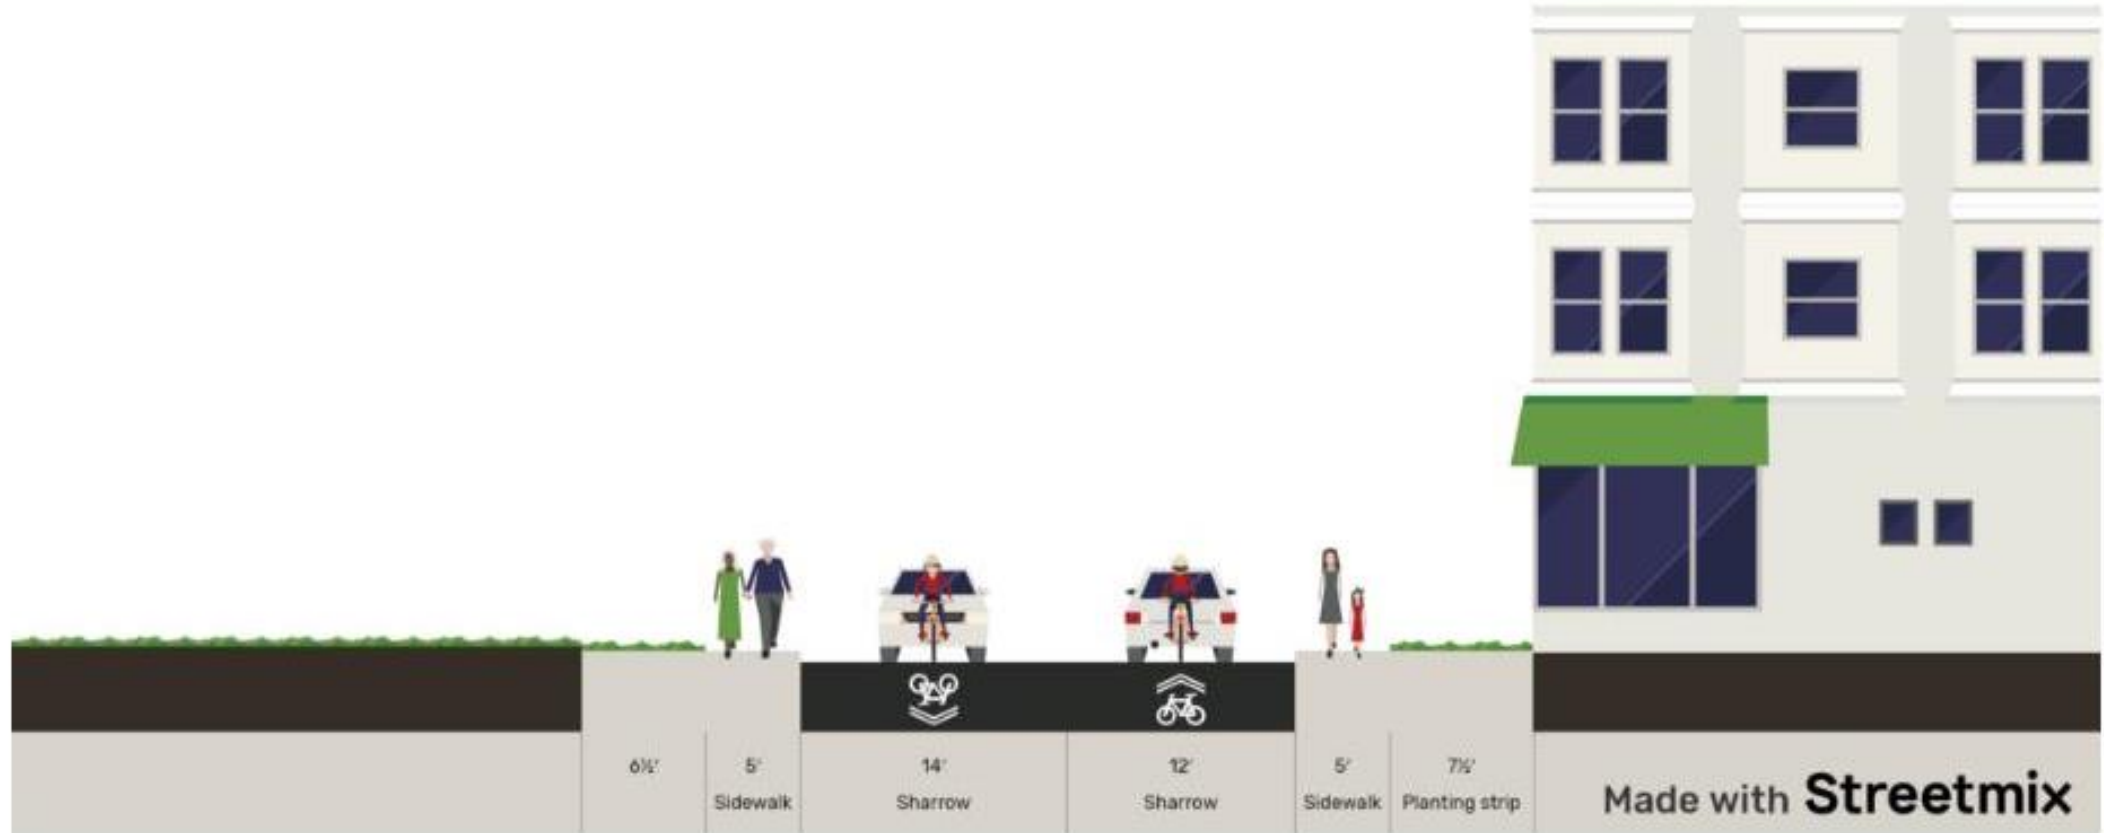 6½'
5'
Sidewalk
14'
Sharrow
12'
Sharrow
5'
Sidewalk
7½'
Planting strip
Made with Streetmix